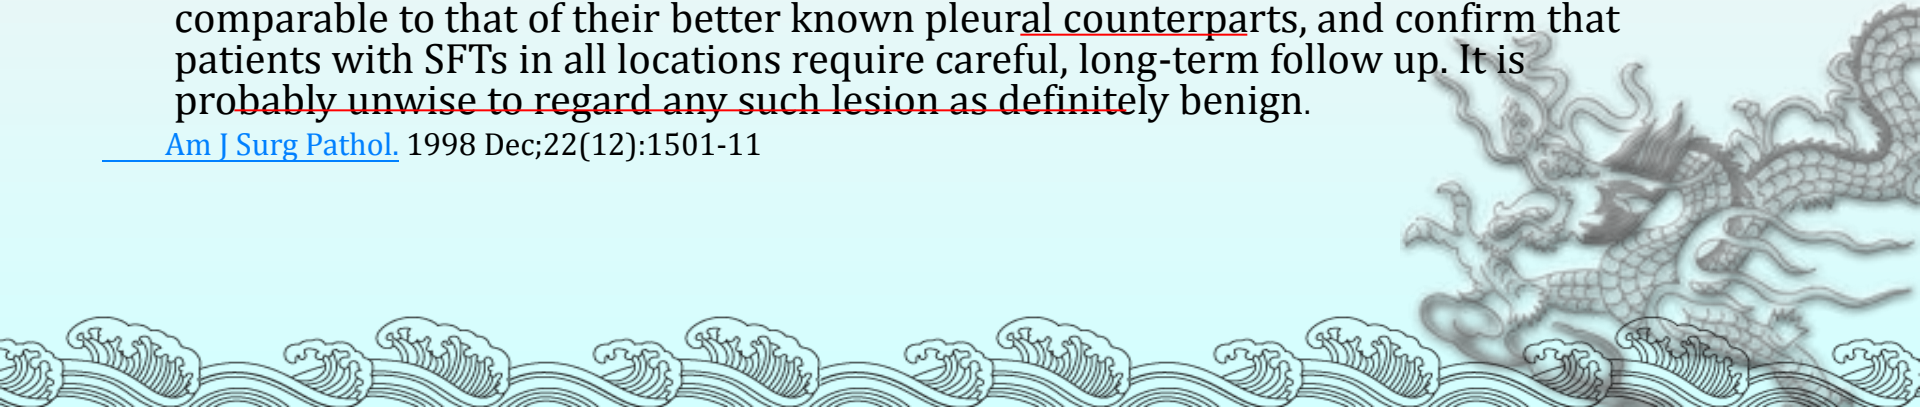 comparable to that of their better known pleural counterparts, and confirm that
patients with SFTs in all locations require careful, long-term follow up. It is
probably unwise to regard any such lesion as definitely benign.
Am J Surg Pathol. 1998 Dec;22(12):1501-11